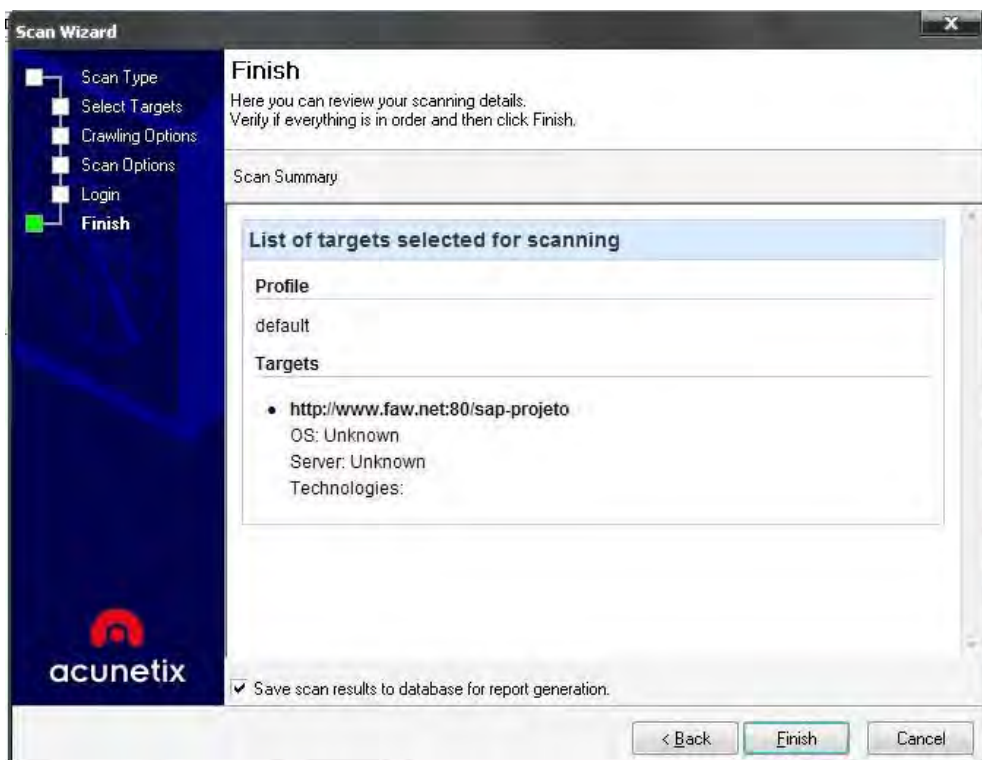 Scan Wizard
X
Scan Type
Select Targets
Crawling Options
Scan Options
Login
Finish
Finish
Here you can review your scanning details.
Verify if everything is in order and then click Finish.
Scan Summary
List of targets selected for scanning
Profile
default
Targets
• http://www.faw.net:80/sap-projeto
OS: Unknown
Server: Unknown
Technologies:
acunetix
Save scan results to database for report generation.
< Back Finish Cancel